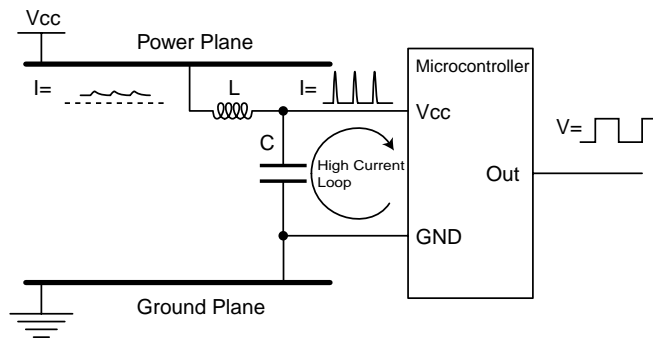 Vcc
Power Plane
I=
L
I=
Microcontroller
Vcc
V=
C
High Current
Loop
Out
GND
Ground Plane